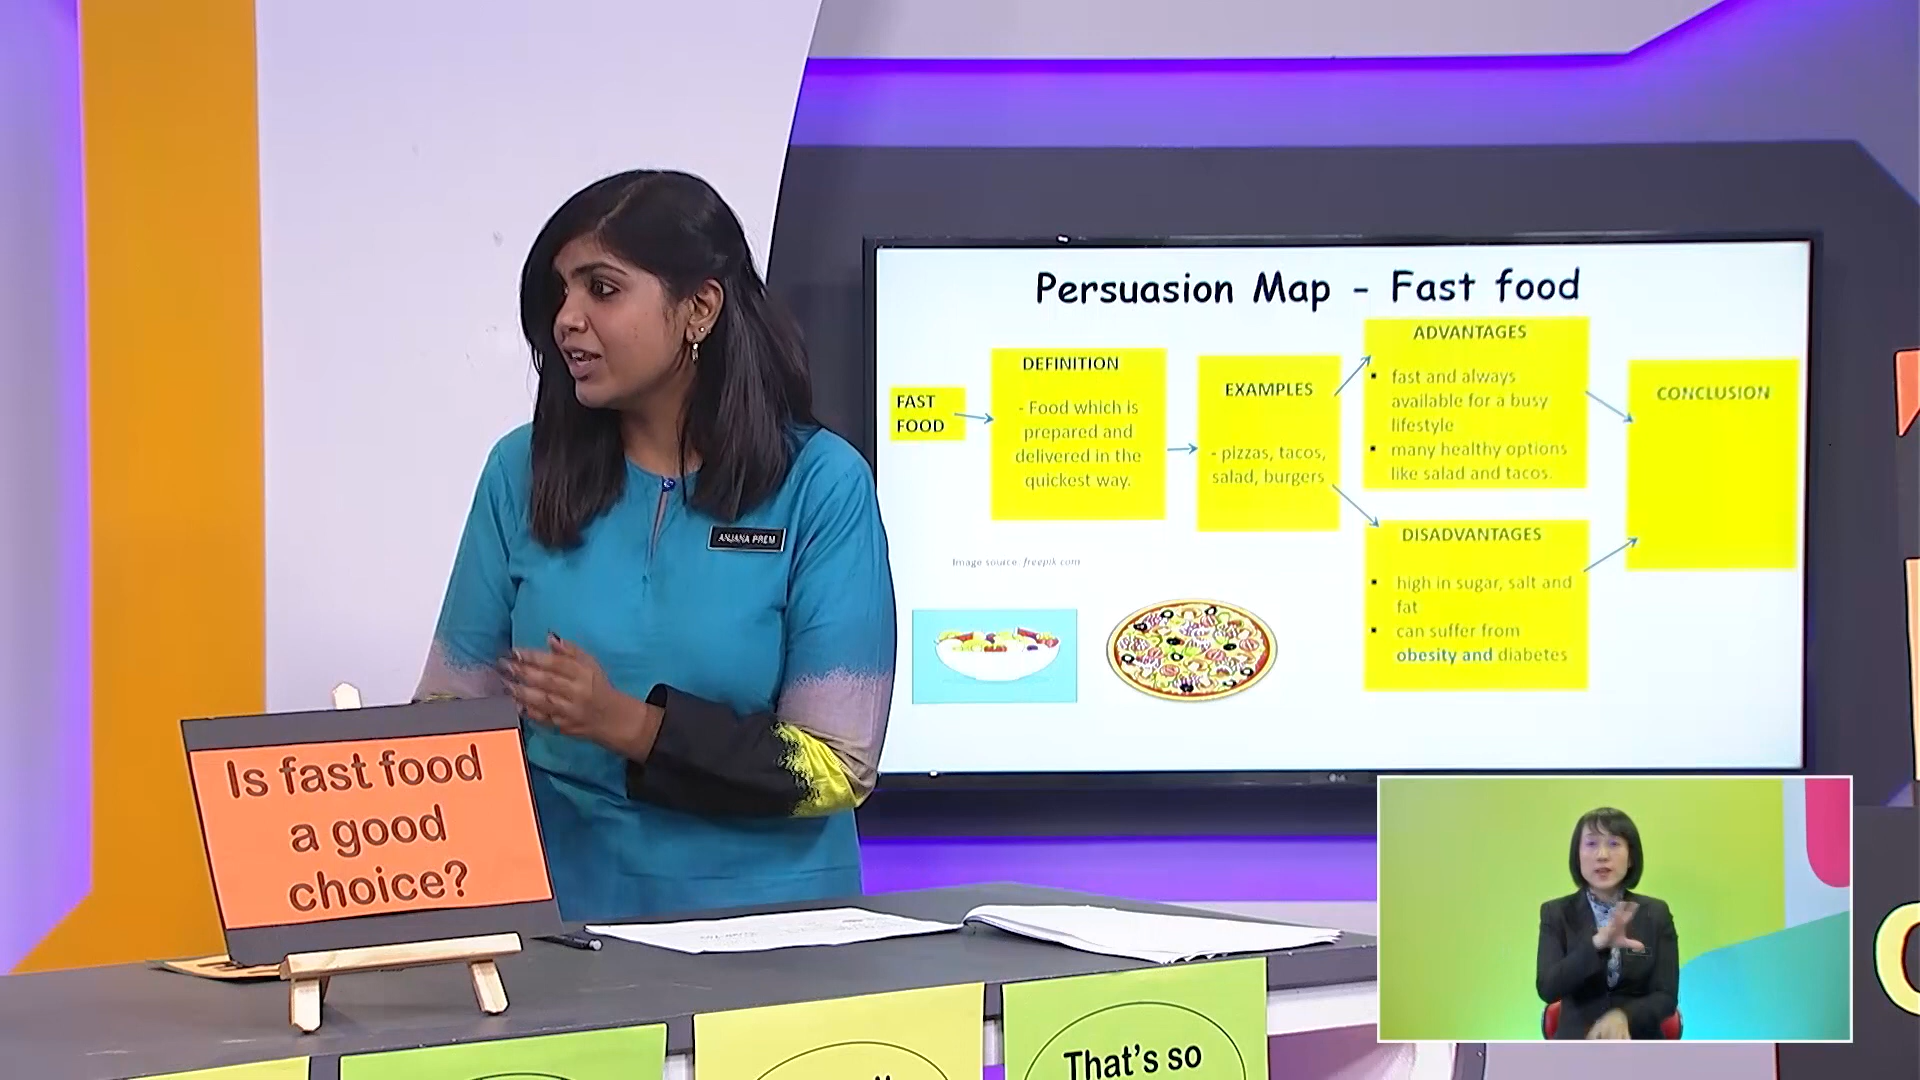 Persuasion Map - Fast food
FAST
FOOD
DEFINITION
- Food which is
prepared and
delivered in the
quickest way.
EXAMPLES
- pizzas, tacos,
salad, burgers
ADVANTAGES
▪ fast and always
available for a busy
lifestyle
▪ many healthy options
like salad and tacos.
DISADVANTAGES
▪ high in sugar, salt and
fat
▪ can suffer from
obesity and diabetes
CONCLUSION
Image source: freepik.com
ANJANA PREM
Is fast food
a good
choice?
That's so
LG